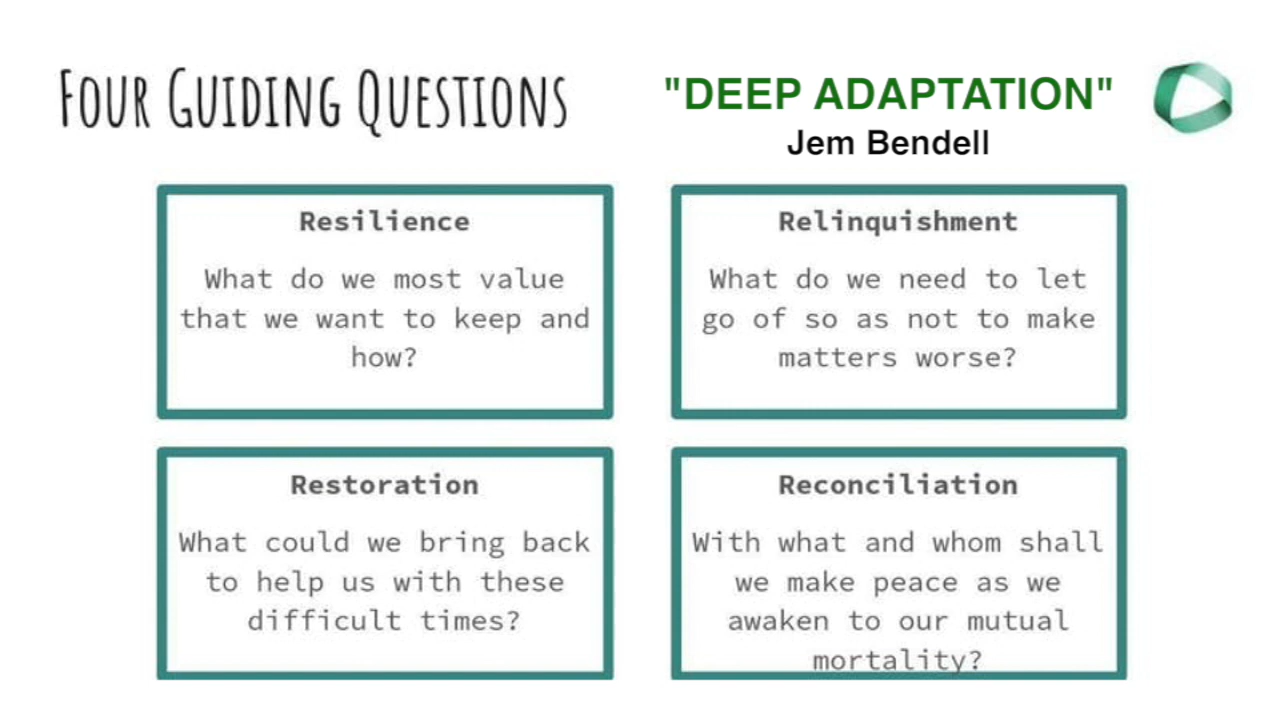 FOUR GUIDING QUESTIONS
"DEEP ADAPTATION"
Jem Bendell
Resilience
What do we most value
that we want to keep and
how?
Relinquishment
What do we need to let
go of so as not to make
matters worse?
Restoration
What could we bring back
to help us with these
difficult times?
Reconciliation
With what and whom shall
we make peace as we
awaken to our mutual
mortality?